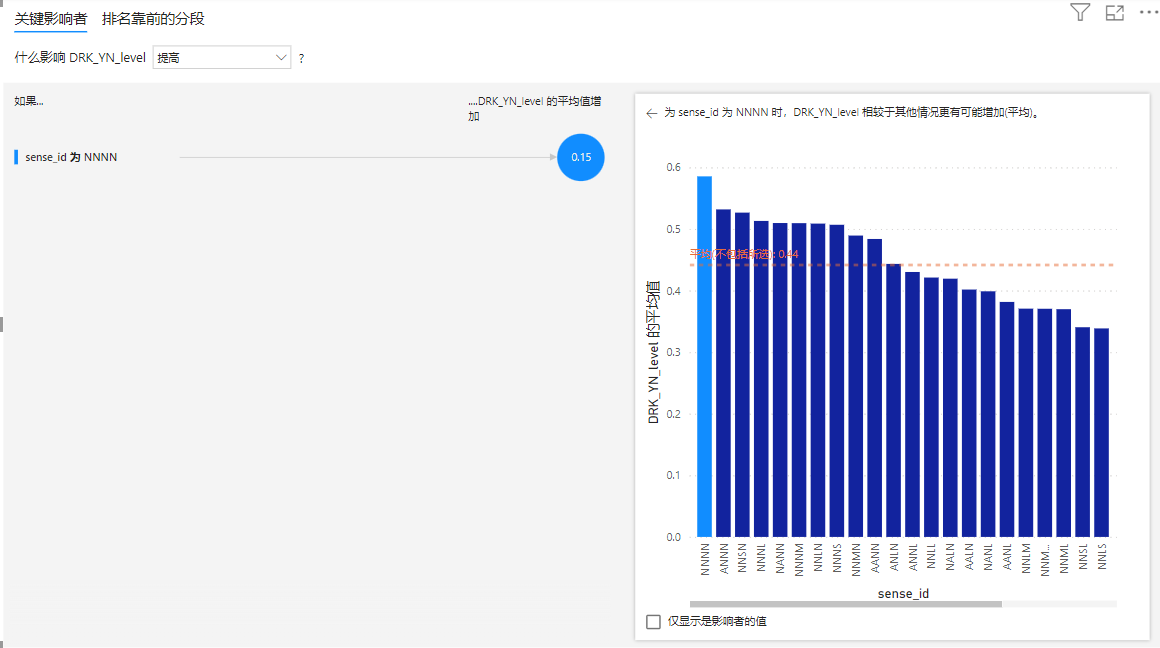 关键影响者 排名靠前的分段
什么影响 DRK_YN_level 提高 ?
如果...
....DRK_YN_level 的平均值增
加
sense_id 为 NNNN
0.15
为 sense_id 为 NNNN 时，DRK_YN_level 相较于其他情况更有可能增加(平均)。
0.6
0.5
0.4
0.3
0.2
0.1
0.0
平均(不包括所选): 0.44
DRK_YN_level 的平均值
NNNN
ANNN
NNSN
NNNL
NANN
NNNM
NNLN
NNNS
NNMN
AANN
ANLN
ANNL
NNLL
NALN
AALN
NANL
AANL
NNLM
NNM...
NNML
NNSL
NNLS
sense_id
仅显示是影响者的值